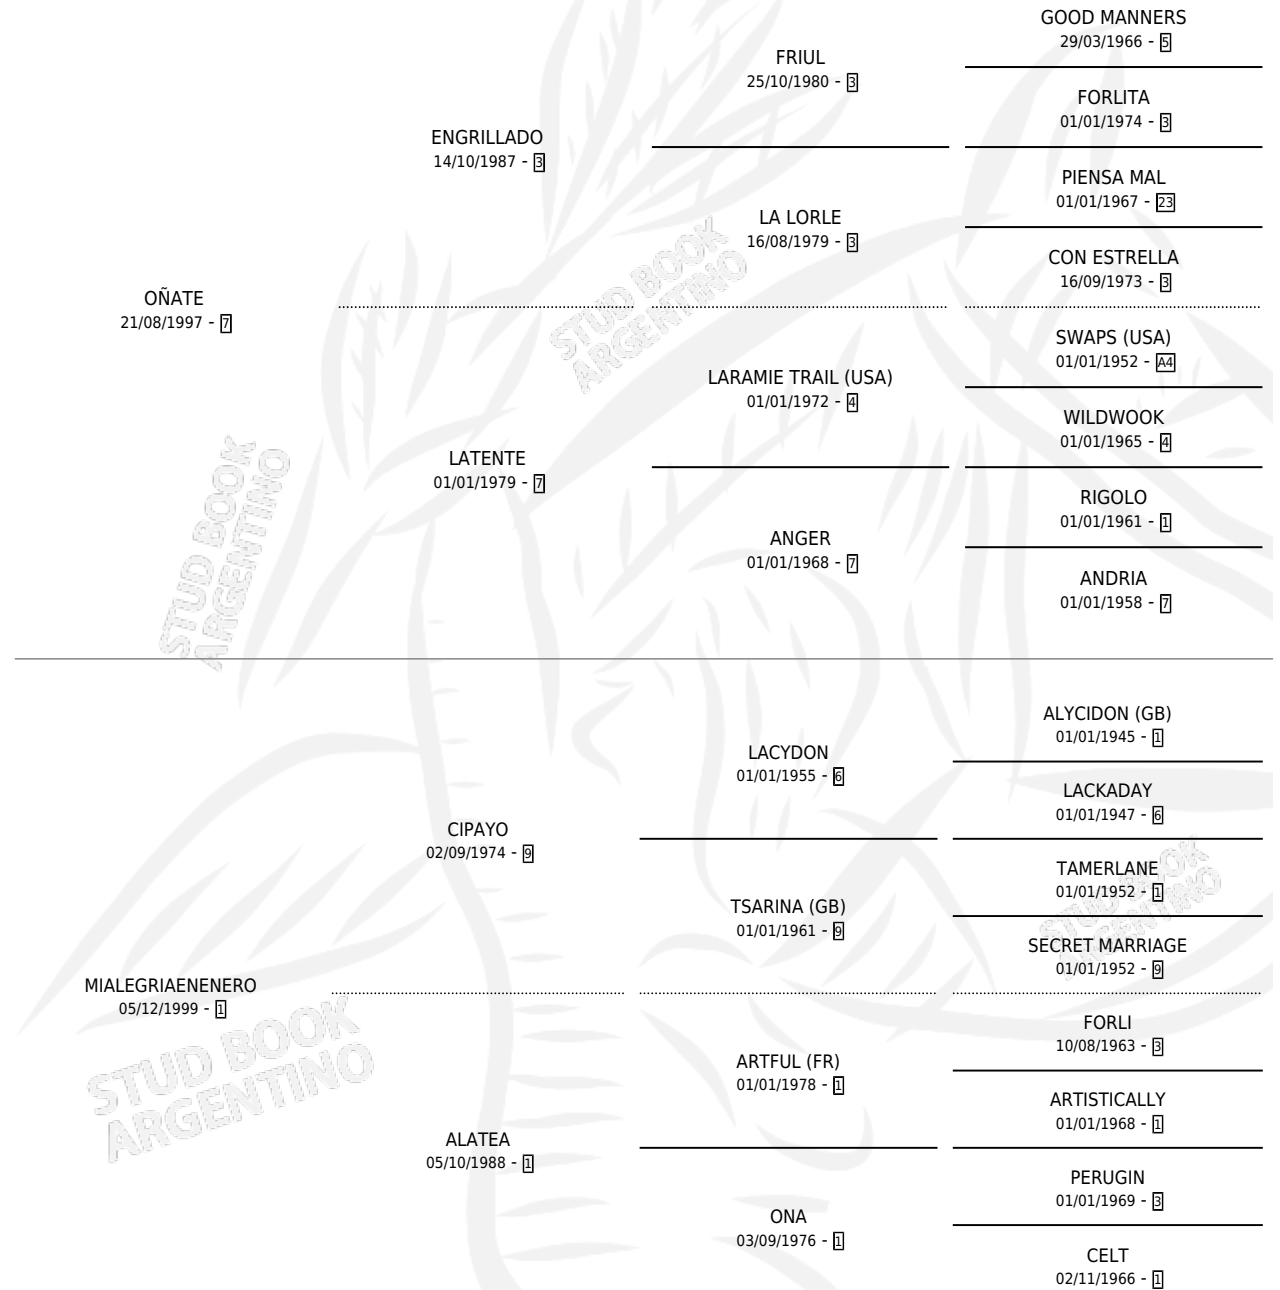 GOOD MANNERS
29/03/1966 - 5
FRIUL
25/10/1980 - 3
FORLITA
01/01/1974 - 3
ENGRILLADO
14/10/1987 - 3
PIENSA MAL
01/01/1967 - 23
LA LORLE
16/08/1979 - 3
CON ESTRELLA
16/09/1973 - 3
OÑATE
21/08/1997 - 7
SWAPS (USA)
01/01/1952 - A4
LARAMIE TRAIL (USA)
01/01/1972 - 4
WILDWOOK
01/01/1965 - 4
LATENTE
01/01/1979 - 7
RIGOLO
01/01/1961 - 1
ANGER
01/01/1968 - 7
ANDRIA
01/01/1958 - 7
STUD BOOK
ARGENTINO
STUD BOOK
ARGENTINO
ALYCIDON (GB)
01/01/1945 - 1
LACYDON
01/01/1955 - 6
LACKADAY
01/01/1947 - 6
CIPAYO
02/09/1974 - 9
TAMERLANE
01/01/1952 - 1
TSARINA (GB)
01/01/1961 - 9
SECRET MARRIAGE
01/01/1952 - 9
MIALEGRIAENENERO
05/12/1999 - 1
FORLI
10/08/1963 - 3
ARTFUL (FR)
01/01/1978 - 1
ARTISTICALLY
01/01/1968 - 1
ALATEA
05/10/1988 - 1
PERUGIN
01/01/1969 - 3
ONA
03/09/1976 - 1
CELT
02/11/1966 - 1
STUD BOOK
ARGENTINO
STUD BOOK
ARGENTINO